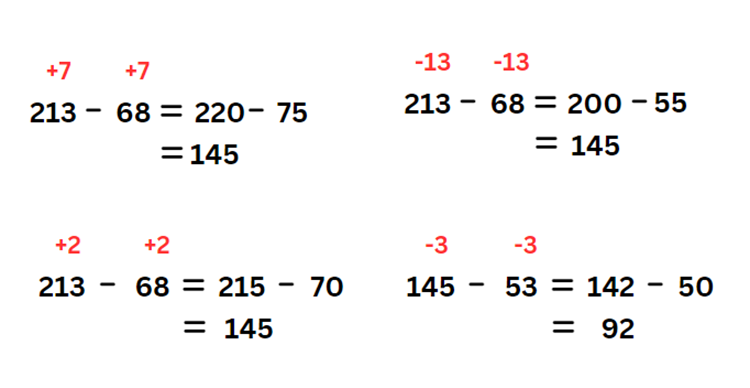 +7 +7
213 - 68 = 220 - 75
= 145
-13 -13
213 - 68 = 200 - 55
= 145
+2 +2
213 - 68 = 215 - 70
= 145
-3 -3
145 - 53 = 142 - 50
= 92